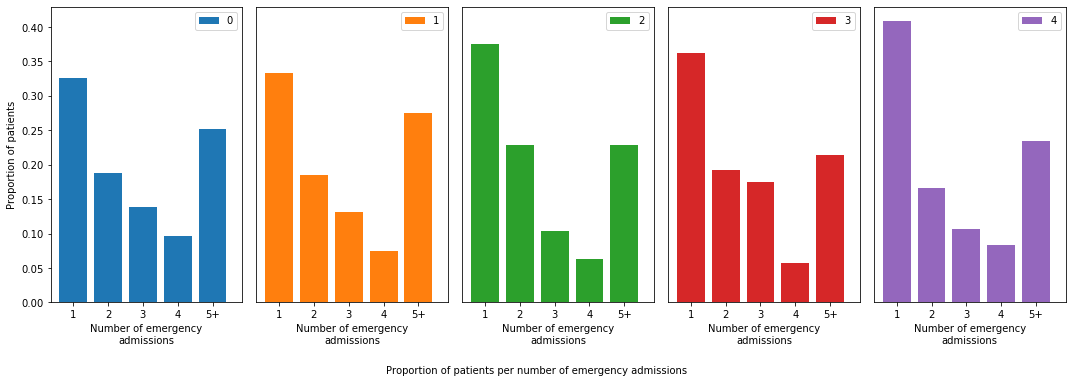 0
1
2
3
4
Proportion of patients
0.40
0.35
0.30
0.25
0.20
0.15
0.10
0.05
0.00
1 2 3 4 5+
1 2 3 4 5+
1 2 3 4 5+
1 2 3 4 5+
1 2 3 4 5+
Number of emergency
admissions
Number of emergency
admissions
Number of emergency
admissions
Number of emergency
admissions
Number of emergency
admissions
Proportion of patients per number of emergency admissions